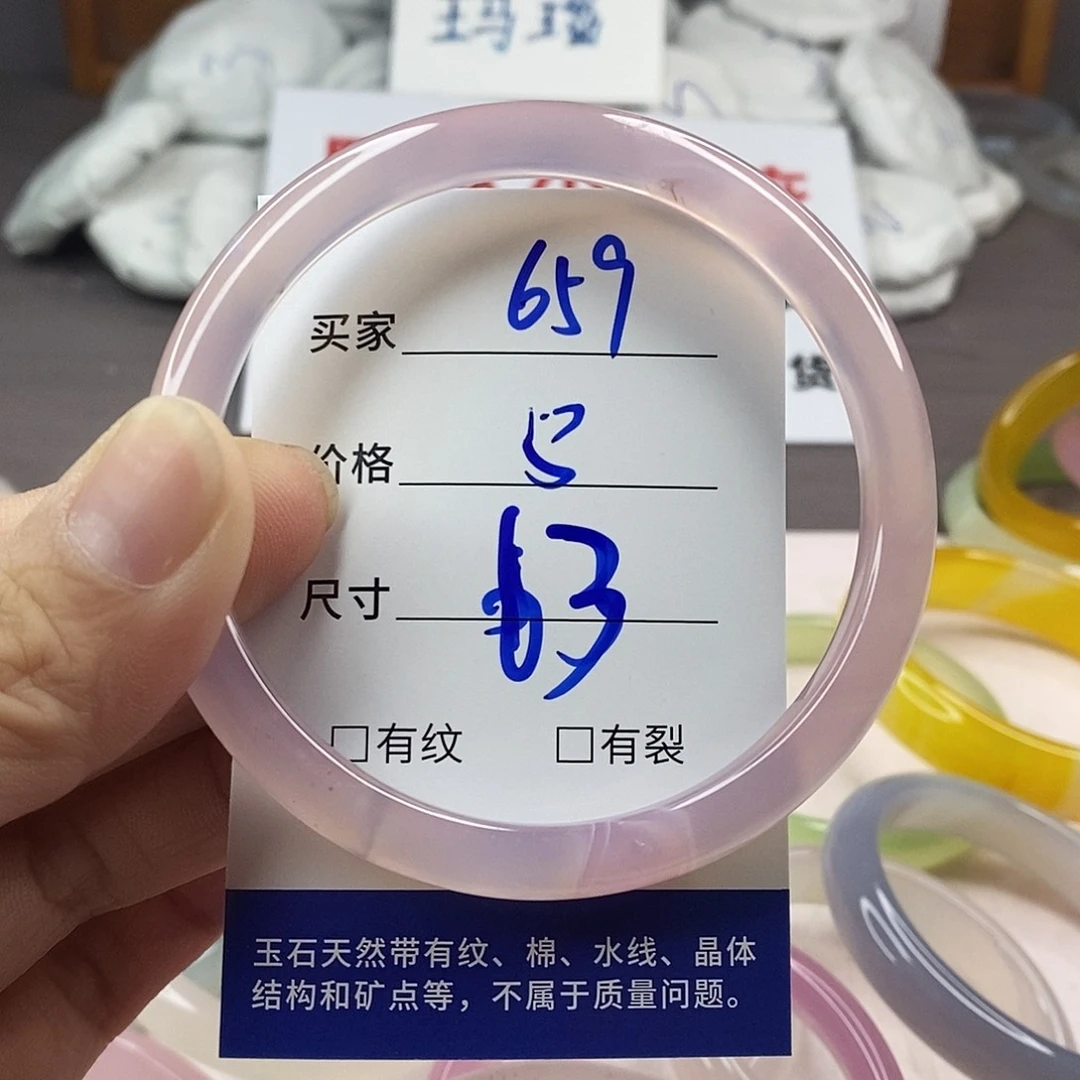 玛瑙
买家 659
价格 5
尺寸 63
□有纹 □有裂
货
玉石天然带有纹、棉、水线、晶体
结构和矿点等，不属于质量问题。